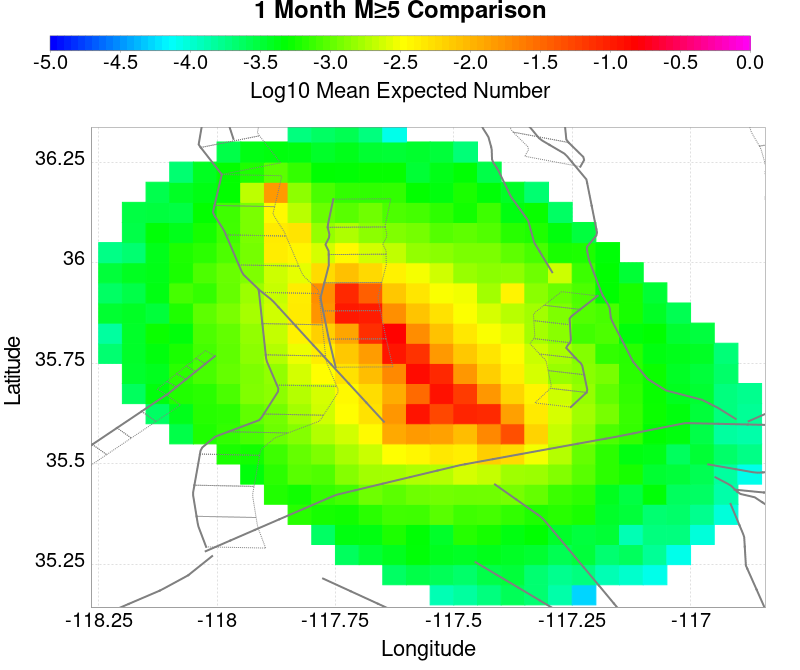 1 Month M≥5 Comparison
-5.0 -4.5 -4.0 -3.5 -3.0 -2.5 -2.0 -1.5 -1.0 -0.5 0.0
Log10 Mean Expected Number
36.25
36
35.75
35.5
35.25
Latitude
-118.25 -118 -117.75 -117.5 -117.25 -117
Longitude